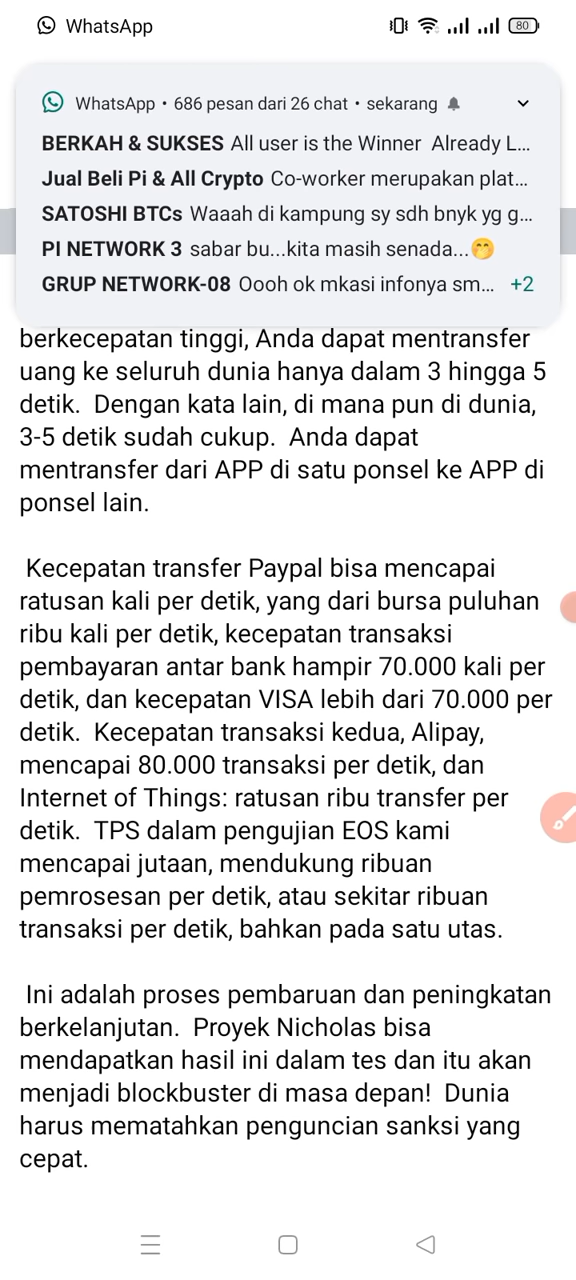 WhatsApp 80
WhatsApp • 686 pesan dari 26 chat • sekarang
BERKAH & SUKSES All user is the Winner Already L...
Jual Beli Pi & All Crypto Co-worker merupakan plat...
SATOSHI BTCs Waaah di kampung sy sdh bnyk yg g...
PI NETWORK 3 sabar bu...kita masih senada...🤭
GRUP NETWORK-08 Oooh ok mkasi infonya sm... +2
berkecepatan tinggi, Anda dapat mentransfer
uang ke seluruh dunia hanya dalam 3 hingga 5
detik. Dengan kata lain, di mana pun di dunia,
3-5 detik sudah cukup. Anda dapat
mentransfer dari APP di satu ponsel ke APP di
ponsel lain.
Kecepatan transfer Paypal bisa mencapai
ratusan kali per detik, yang dari bursa puluhan
ribu kali per detik, kecepatan transaksi
pembayaran antar bank hampir 70.000 kali per
detik, dan kecepatan VISA lebih dari 70.000 per
detik. Kecepatan transaksi kedua, Alipay,
mencapai 80.000 transaksi per detik, dan
Internet of Things: ratusan ribu transfer per
detik. TPS dalam pengujian EOS kami
mencapai jutaan, mendukung ribuan
pemrosesan per detik, atau sekitar ribuan
transaksi per detik, bahkan pada satu utas.
Ini adalah proses pembaruan dan peningkatan
berkelanjutan. Proyek Nicholas bisa
mendapatkan hasil ini dalam tes dan itu akan
menjadi blockbuster di masa depan! Dunia
harus mematahkan penguncian sanksi yang
cepat.